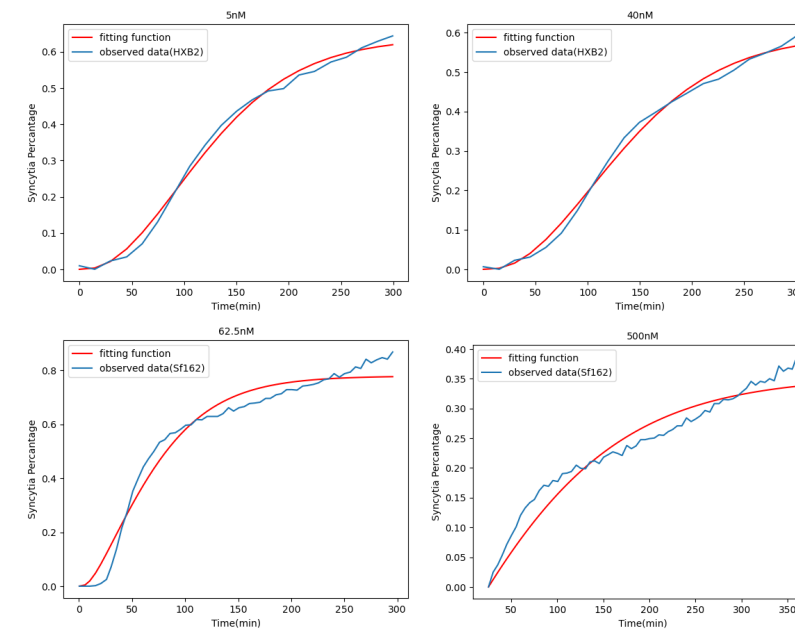 5nM
fitting function
observed data(HXB2)
Syncytia Percantage
0.6
0.5
0.4
0.3
0.2
0.1
0.0
0 50 100 150 200 250 300
Time(min)
40nM
fitting function
observed data(HXB2)
Syncytia Percantage
0.6
0.5
0.4
0.3
0.2
0.1
0.0
0 50 100 150 200 250
Time(min)
62.5nM
fitting function
observed data(Sf162)
Syncytia Percantage
0.8
0.6
0.4
0.2
0.0
0 50 100 150 200 250 300
Time(min)
500nM
fitting function
observed data(Sf162)
Syncytia Percantage
0.40
0.35
0.30
0.25
0.20
0.15
0.10
0.05
0.00
50 100 150 200 250 300
Time(min)